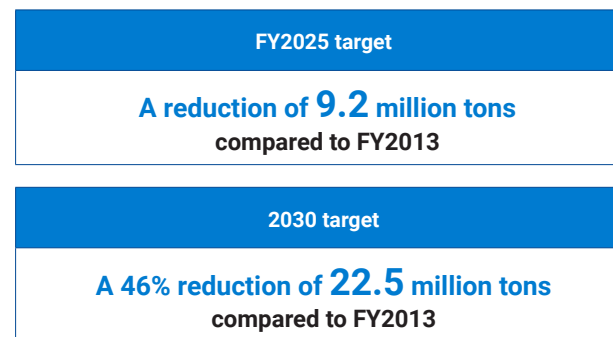 FY2025 target
A reduction of 9.2 million tons
compared to FY2013
2030 target
A 46% reduction of 22.5 million tons
compared to FY2013